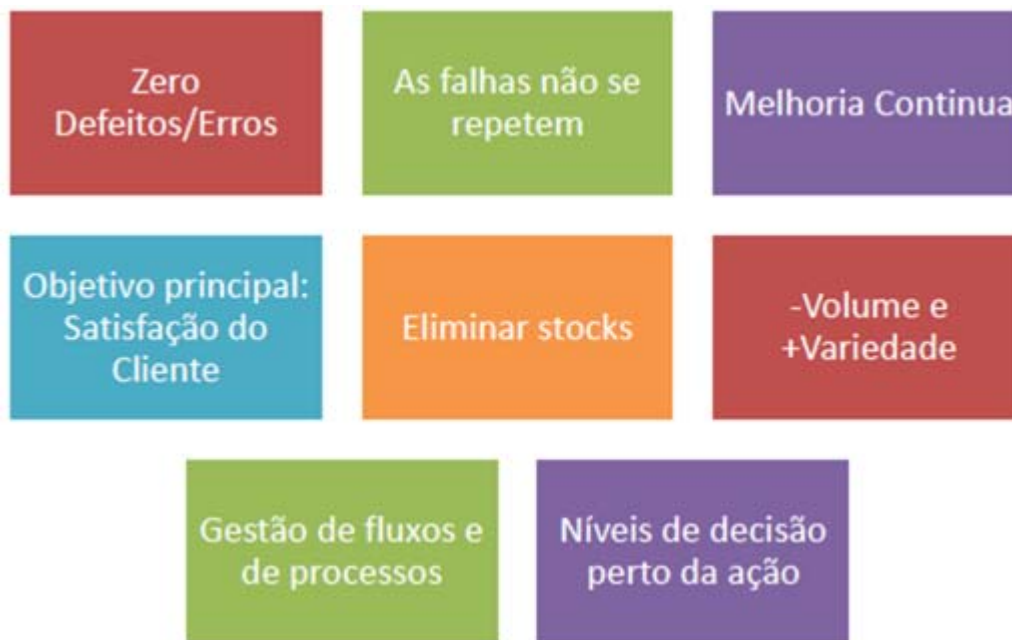 Zero
Defeitos/Erros
As falhas não se
repetem
Melhoria Continua
Objetivo principal:
Satisfação do
Cliente
Eliminar stocks
-Volume e
+Variedade
Gestão de fluxos e
de processos
Níveis de decisão
perto da ação